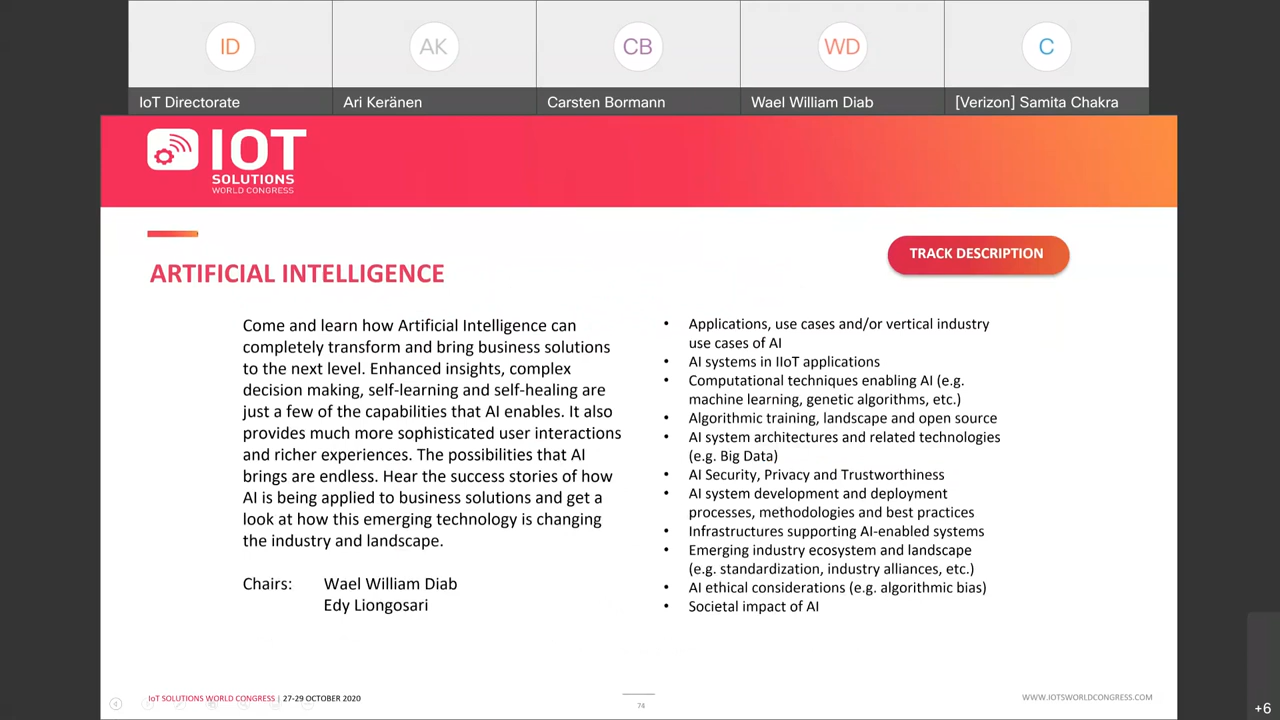 ID
AK
CB
WD
C
IoT Directorate
Ari Keränen
Carsten Bormann
Wael William Diab
[Verizon] Samita Chakra
IOT
SOLUTIONS
WORLD CONGRESS
TRACK DESCRIPTION
ARTIFICIAL INTELLIGENCE
Come and learn how Artificial Intelligence can
completely transform and bring business solutions
to the next level. Enhanced insights, complex
decision making, self-learning and self-healing are
just a few of the capabilities that AI enables. It also
provides much more sophisticated user interactions
and richer experiences. The possibilities that AI
brings are endless. Hear the success stories of how
AI is being applied to business solutions and get a
look at how this emerging technology is changing
the industry and landscape.
Chairs: Wael William Diab
Edy Liongosari
• Applications, use cases and/or vertical industry
use cases of AI
• AI systems in IIoT applications
• Computational techniques enabling AI (e.g.
machine learning, genetic algorithms, etc.)
• Algorithmic training, landscape and open source
• AI system architectures and related technologies
(e.g. Big Data)
• AI Security, Privacy and Trustworthiness
• AI system development and deployment
processes, methodologies and best practices
• Infrastructures supporting AI-enabled systems
• Emerging industry ecosystem and landscape
(e.g. standardization, industry alliances, etc.)
• AI ethical considerations (e.g. algorithmic bias)
• Societal impact of AI
IoT SOLUTIONS WORLD CONGRESS | 27-29 OCTOBER 2020
74
WWW.IOTSWORLDCONGRESS.COM
+6